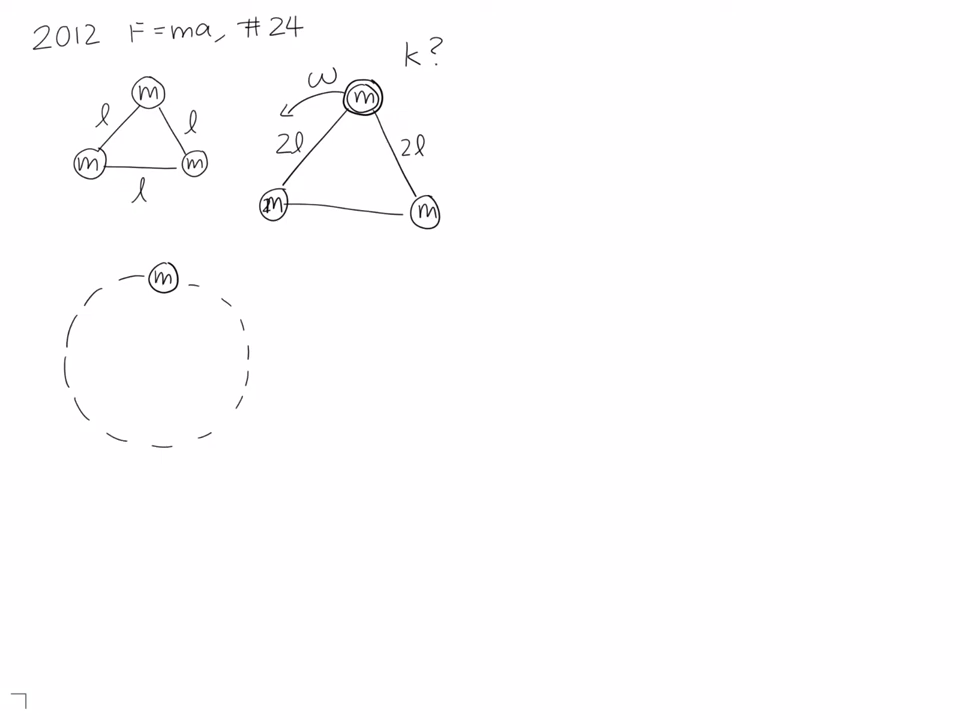 2012 F=ma, #24
k?
m
l l
m m
l
ω
m
2l 2l
m m
m